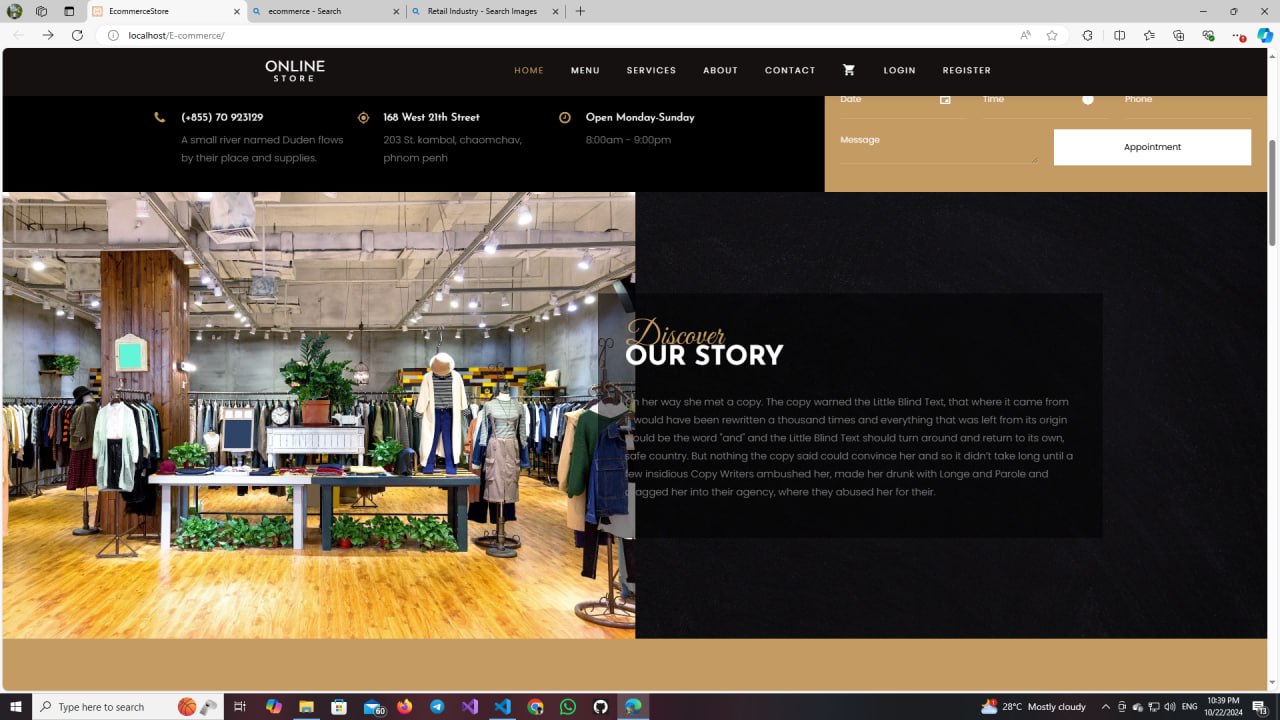 EcommerceStore
ecommerce - Search
Retail Industry - Search Images
localhost/E-commerce/
ONLINE
STORE
HOME
MENU
SERVICES
ABOUT
CONTACT
LOGIN
REGISTER
(+855) 70 923129
A small river named Duden flows
by their place and supplies.
168 West 21th Street
203 St. kambol, chaomchav,
phnom penh
Open Monday-Sunday
8:00am - 9:00pm
Date
Time
Phone
Message
Appointment
Discover
OUR STORY
her way she met a copy. The copy warned the Little Blind Text, that where it came from
it would have been rewritten a thousand times and everything that was left from its origin
would be the word "and" and the Little Blind Text should turn around and return to its own,
safe country. But nothing the copy said could convince her and so it didn't take long until a
few insidious Copy Writers ambushed her, made her drunk with Longe and Parole and
dragged her into their agency, where they abused her for their.
Type here to search
60
28°C Mostly cloudy
ENG
10:39 PM
10/22/2024
13